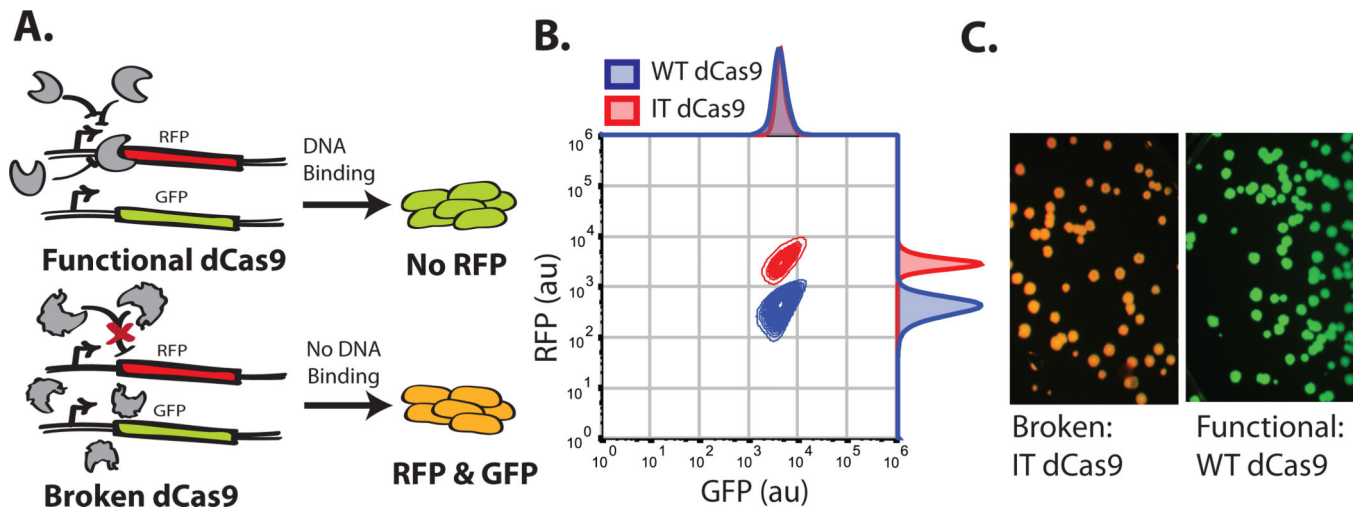 A.
RFP
GFP
Functional dCas9
DNA
Binding
No RFP
RFP
GFP
Broken dCas9
No DNA
Binding
RFP & GFP
B.
WT dCas9
IT dCas9
10^6
10^5
10^4
10^3
10^2
10^1
10^0
RFP (au)
10^0 10^1 10^2 10^3 10^4 10^5 10^6
GFP (au)
C.
Broken:
IT dCas9
Functional:
WT dCas9